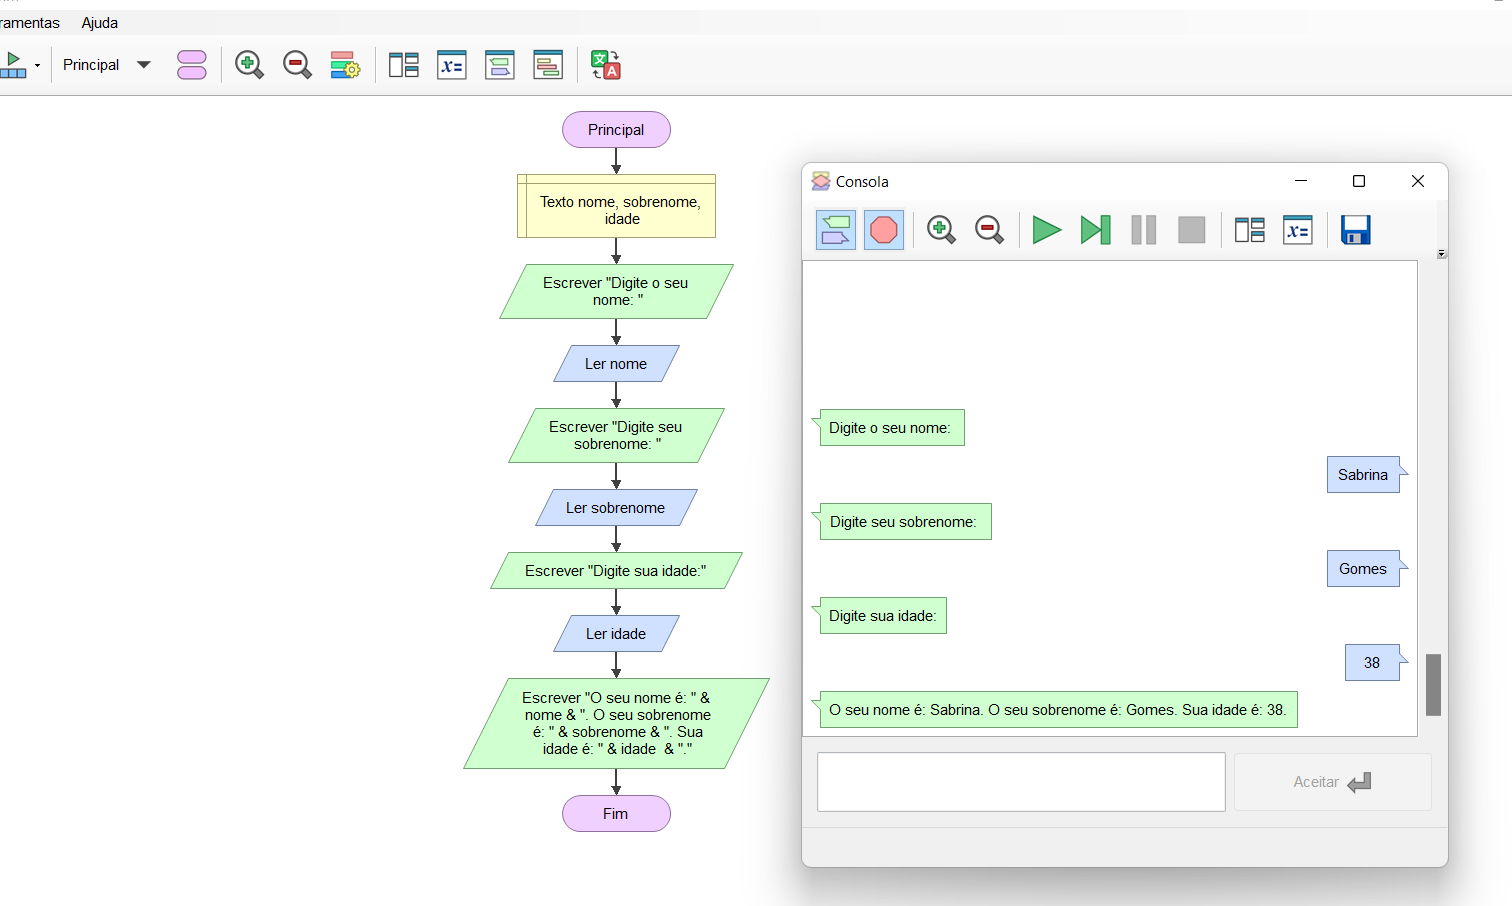 ramentas Ajuda
Principal
Principal
Texto nome, sobrenome,
idade
Escrever "Digite o seu
nome: "
Ler nome
Escrever "Digite seu
sobrenome: "
Ler sobrenome
Escrever "Digite sua idade:"
Ler idade
Escrever "O seu nome é: " &
nome & ". O seu sobrenome
é: " & sobrenome & ". Sua
idade é: " & idade  & "."
Fim
Consola
Digite o seu nome:
Sabrina
Digite seu sobrenome:
Gomes
Digite sua idade:
38
O seu nome é: Sabrina. O seu sobrenome é: Gomes. Sua idade é: 38.
Aceitar